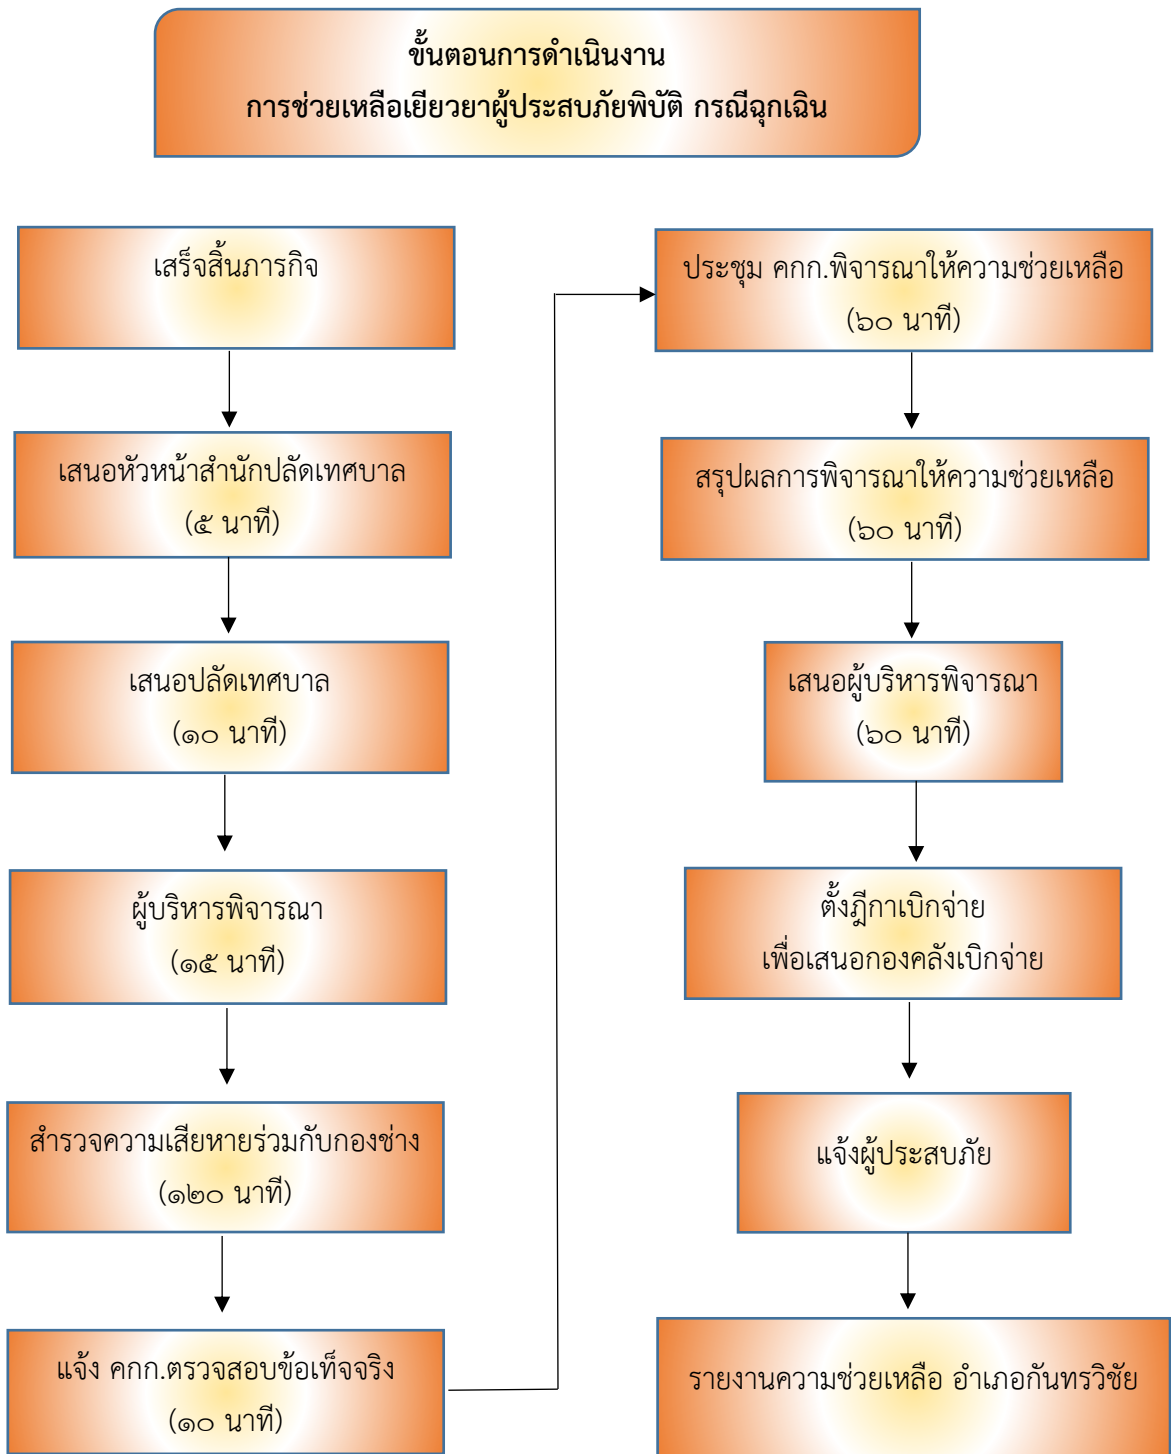 ขั้นตอนการดำเนินงาน
การช่วยเหลือเยียวยาผู้ประสบภัยพิบัติ กรณีฉุกเฉิน
เสร็จสิ้นภารกิจ
เสนอหัวหน้าสำนักปลัดเทศบาล
(๕ นาที)
เสนอปลัดเทศบาล
(๑๐ นาที)
ผู้บริหารพิจารณา
(๑๕ นาที)
สำรวจความเสียหายร่วมกับกองช่าง
(๑๒๐ นาที)
แจ้ง คกก.ตรวจสอบข้อเท็จจริง
(๑๐ นาที)
ประชุม คกก.พิจารณาให้ความช่วยเหลือ
(๖๐ นาที)
สรุปผลการพิจารณาให้ความช่วยเหลือ
(๖๐ นาที)
เสนอผู้บริหารพิจารณา
(๖๐ นาที)
ตั้งฎีกาเบิกจ่าย
เพื่อเสนอกองคลังเบิกจ่าย
แจ้งผู้ประสบภัย
รายงานความช่วยเหลือ อำเภอกันทรวิชัย